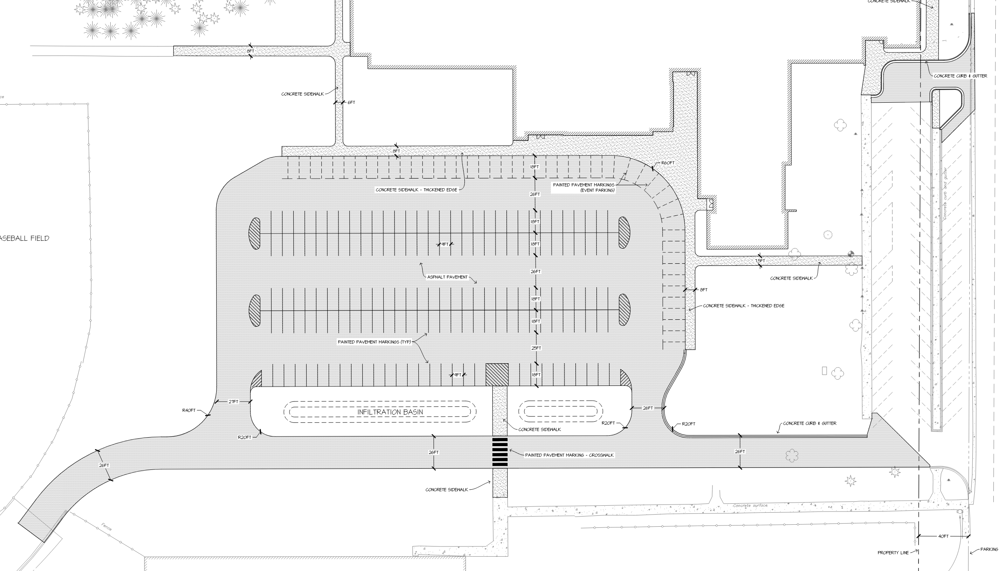 CONCRETE SIDEWALK
8FT
CONCRETE CURB & GUTTER
CONCRETE SIDEWALK
6FT
8FT
R60FT
18FT
PAINTED PAVEMENT MARKINGS
(EVENT PARKING)
CONCRETE SIDEWALK - THICKENED EDGE
26FT
Concrete curb and gutter
18FT
ASEBALL FIELD
9FT
18FT
7.5FT
26FT
ASPHALT PAVEMENT
CONCRETE SIDEWALK
8FT
18FT
CONCRETE SIDEWALK - THICKENED EDGE
18FT
PAINTED PAVEMENT MARKINGS (TYP)
25FT
9FT
18FT
27FT
26FT
R40FT
INFILTRATION BASIN
R20FT
R20FT
CONCRETE CURB & GUTTER
CONCRETE SIDEWALK
R20FT
26FT
26FT
PAINTED PAVEMENT MARKING - CROSSWALK
26FT
CONCRETE SIDEWALK
Concrete surface
Fence
40FT
PROPERTY LINE
PARKING